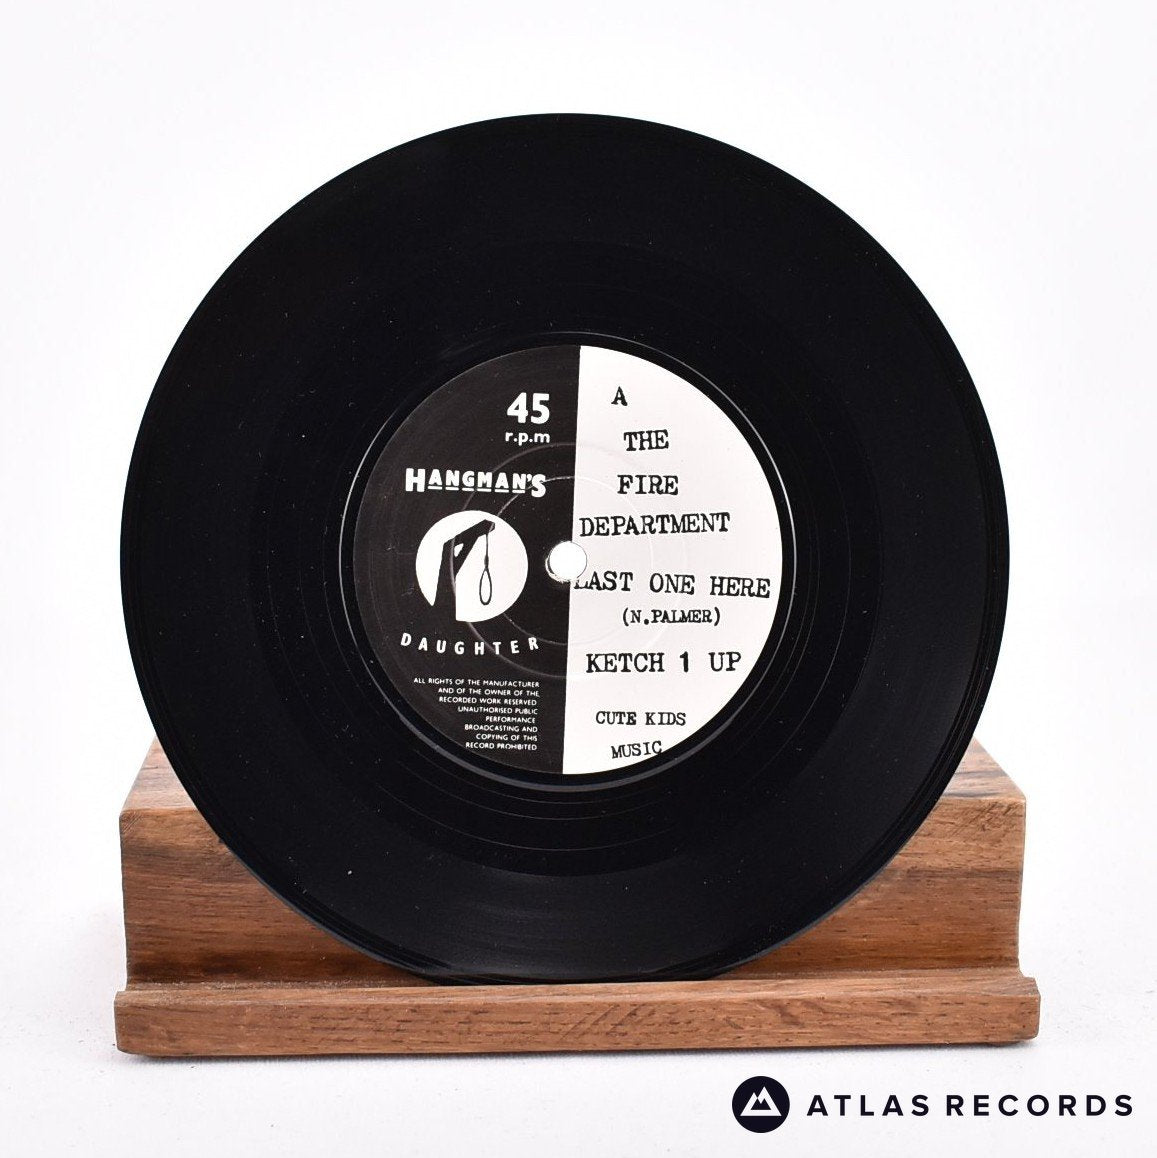 45
r.p.m
HANGMAN'S
DAUGHTER
ALL RIGHTS OF THE MANUFACTURER
AND OF THE OWNER OF THE
RECORDED WORK RESERVED
UNAUTHORISED PUBLIC
PERFORMANCE
BROADCASTING AND
COPYING OF THIS
RECORD PROHIBITED
A
THE
FIRE
DEPARTMENT
LAST ONE HERE
(N.PALMER)
KETCH 1 UP
CUTE KIDS
MUSIC
ATLAS RECORDS